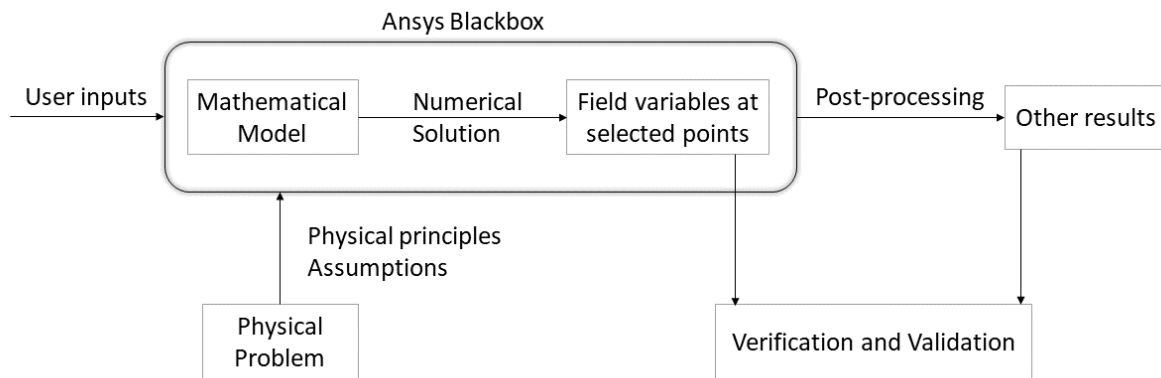 Ansys Blackbox
User inputs
Mathematical
Model
Numerical
Solution
Field variables at
selected points
Post-processing
Other results
Physical principles
Assumptions
Physical
Problem
Verification and Validation